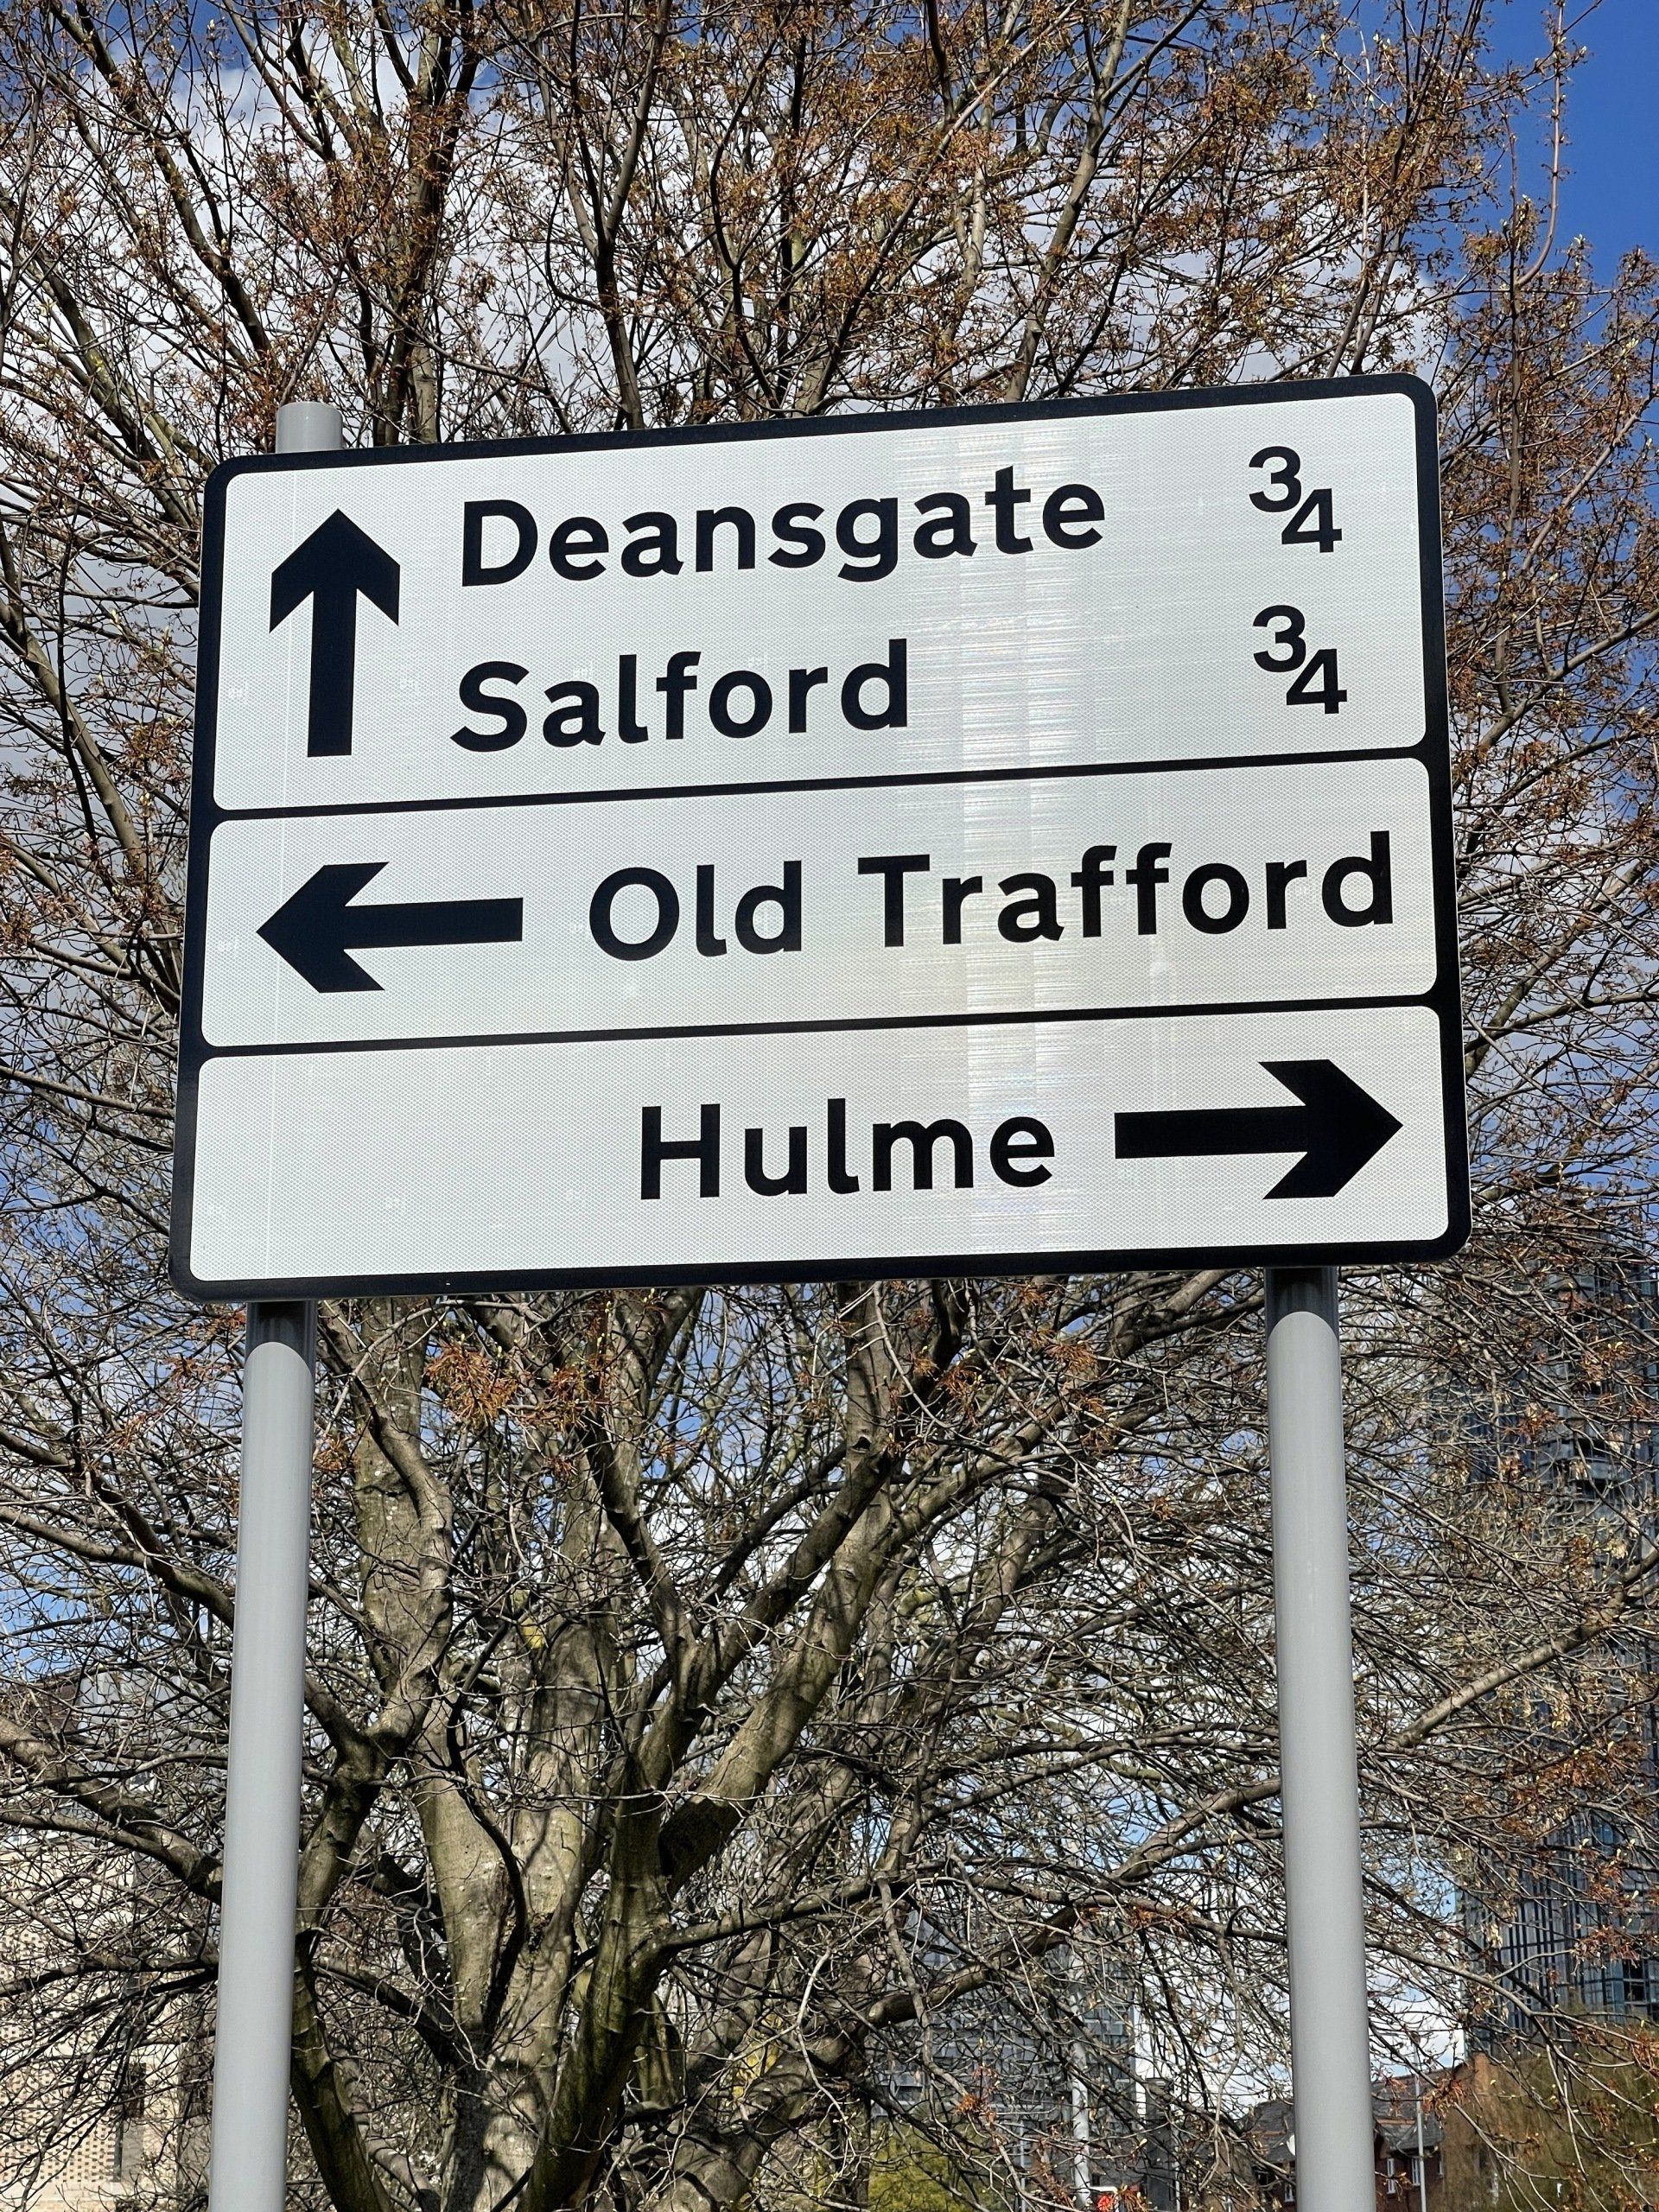 Deansgate ¾
Salford ¾
Old Trafford
Hulme